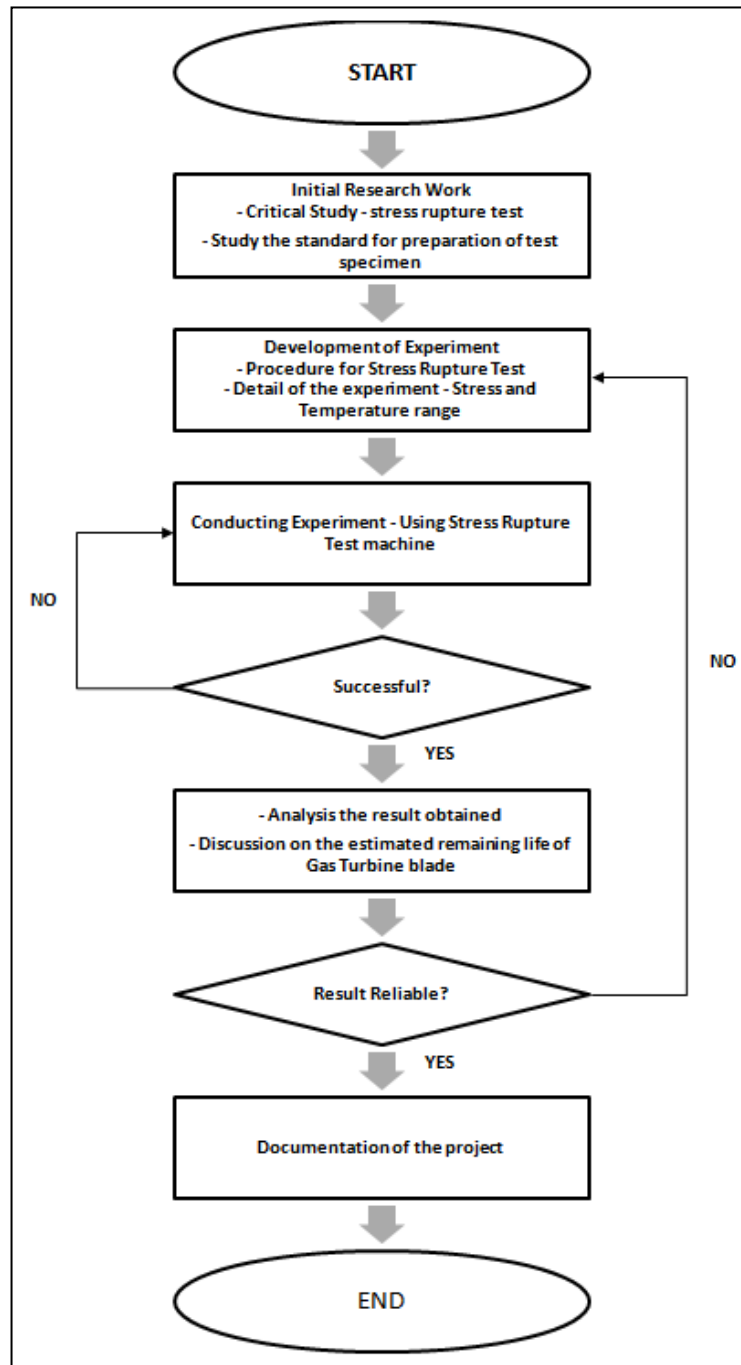 START
Initial Research Work
- Critical Study - stress rupture test
- Study the standard for preparation of test
specimen
Development of Experiment
- Procedure for Stress Rupture Test
- Detail of the experiment - Stress and
Temperature range
Conducting Experiment - Using Stress Rupture
Test machine
NO
Successful?
NO
YES
- Analysis the result obtained
- Discussion on the estimated remaining life of
Gas Turbine blade
Result Reliable?
YES
Documentation of the project
END